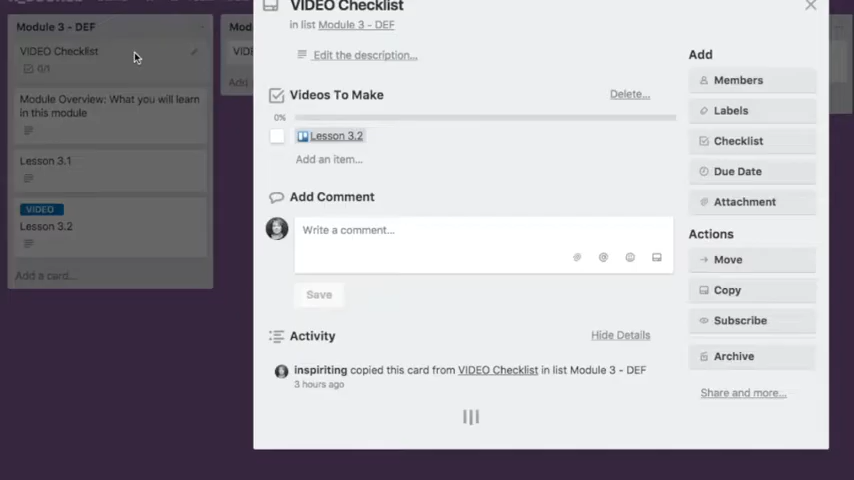 Module 3 - DEF
VIDEO Checklist
0/1
Module Overview: What you will learn
in this module
Lesson 3.1
VIDEO
Lesson 3.2
Add a card...
Mod
VID
Add
VIDEO Checklist
in list Module 3 - DEF
Edit the description...
Videos To Make
Delete...
0%
Lesson 3.2
Add an item...
Add Comment
Write a comment...
Save
Activity
Hide Details
inspiriting copied this card from VIDEO Checklist in list Module 3 - DEF
3 hours ago
Add
Members
Labels
Checklist
Due Date
Attachment
Actions
Move
Copy
Subscribe
Archive
Share and more...